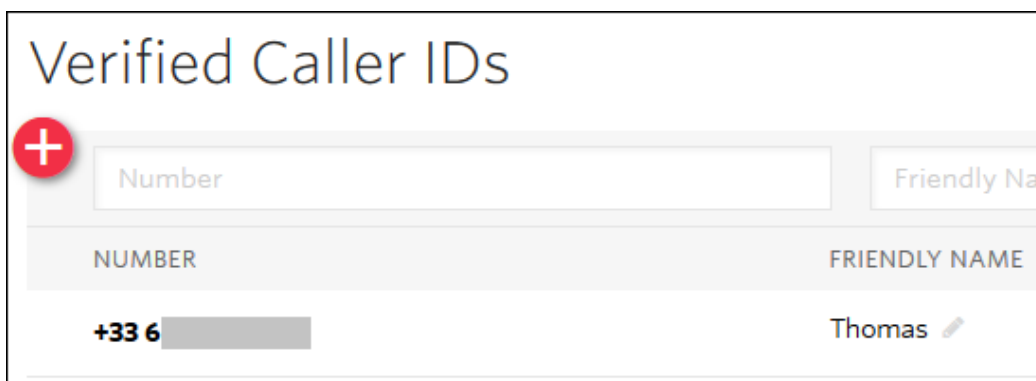 Verified Caller IDs
Number
Friendly Na
NUMBER
FRIENDLY NAME
+33 6
Thomas